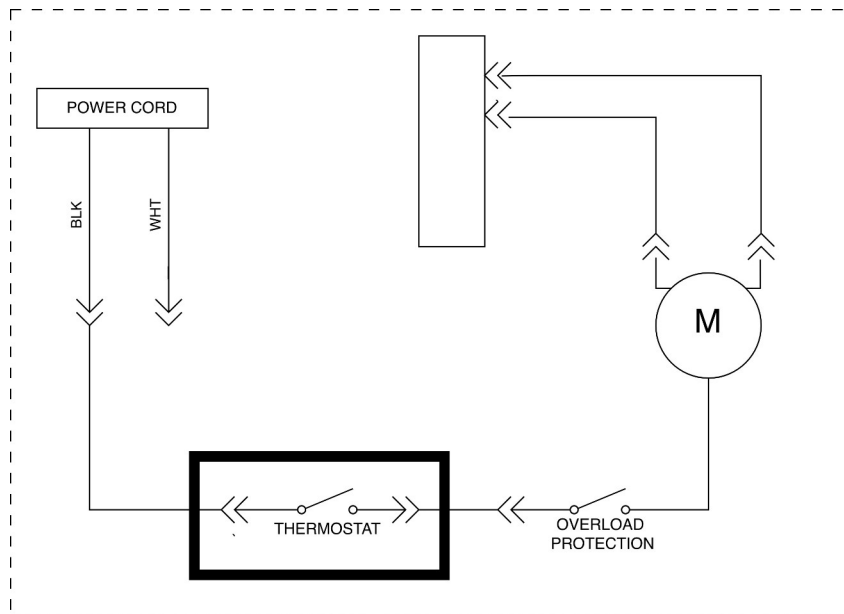 POWER CORD
BLK
WHT
M
THERMOSTAT
OVERLOAD
PROTECTION